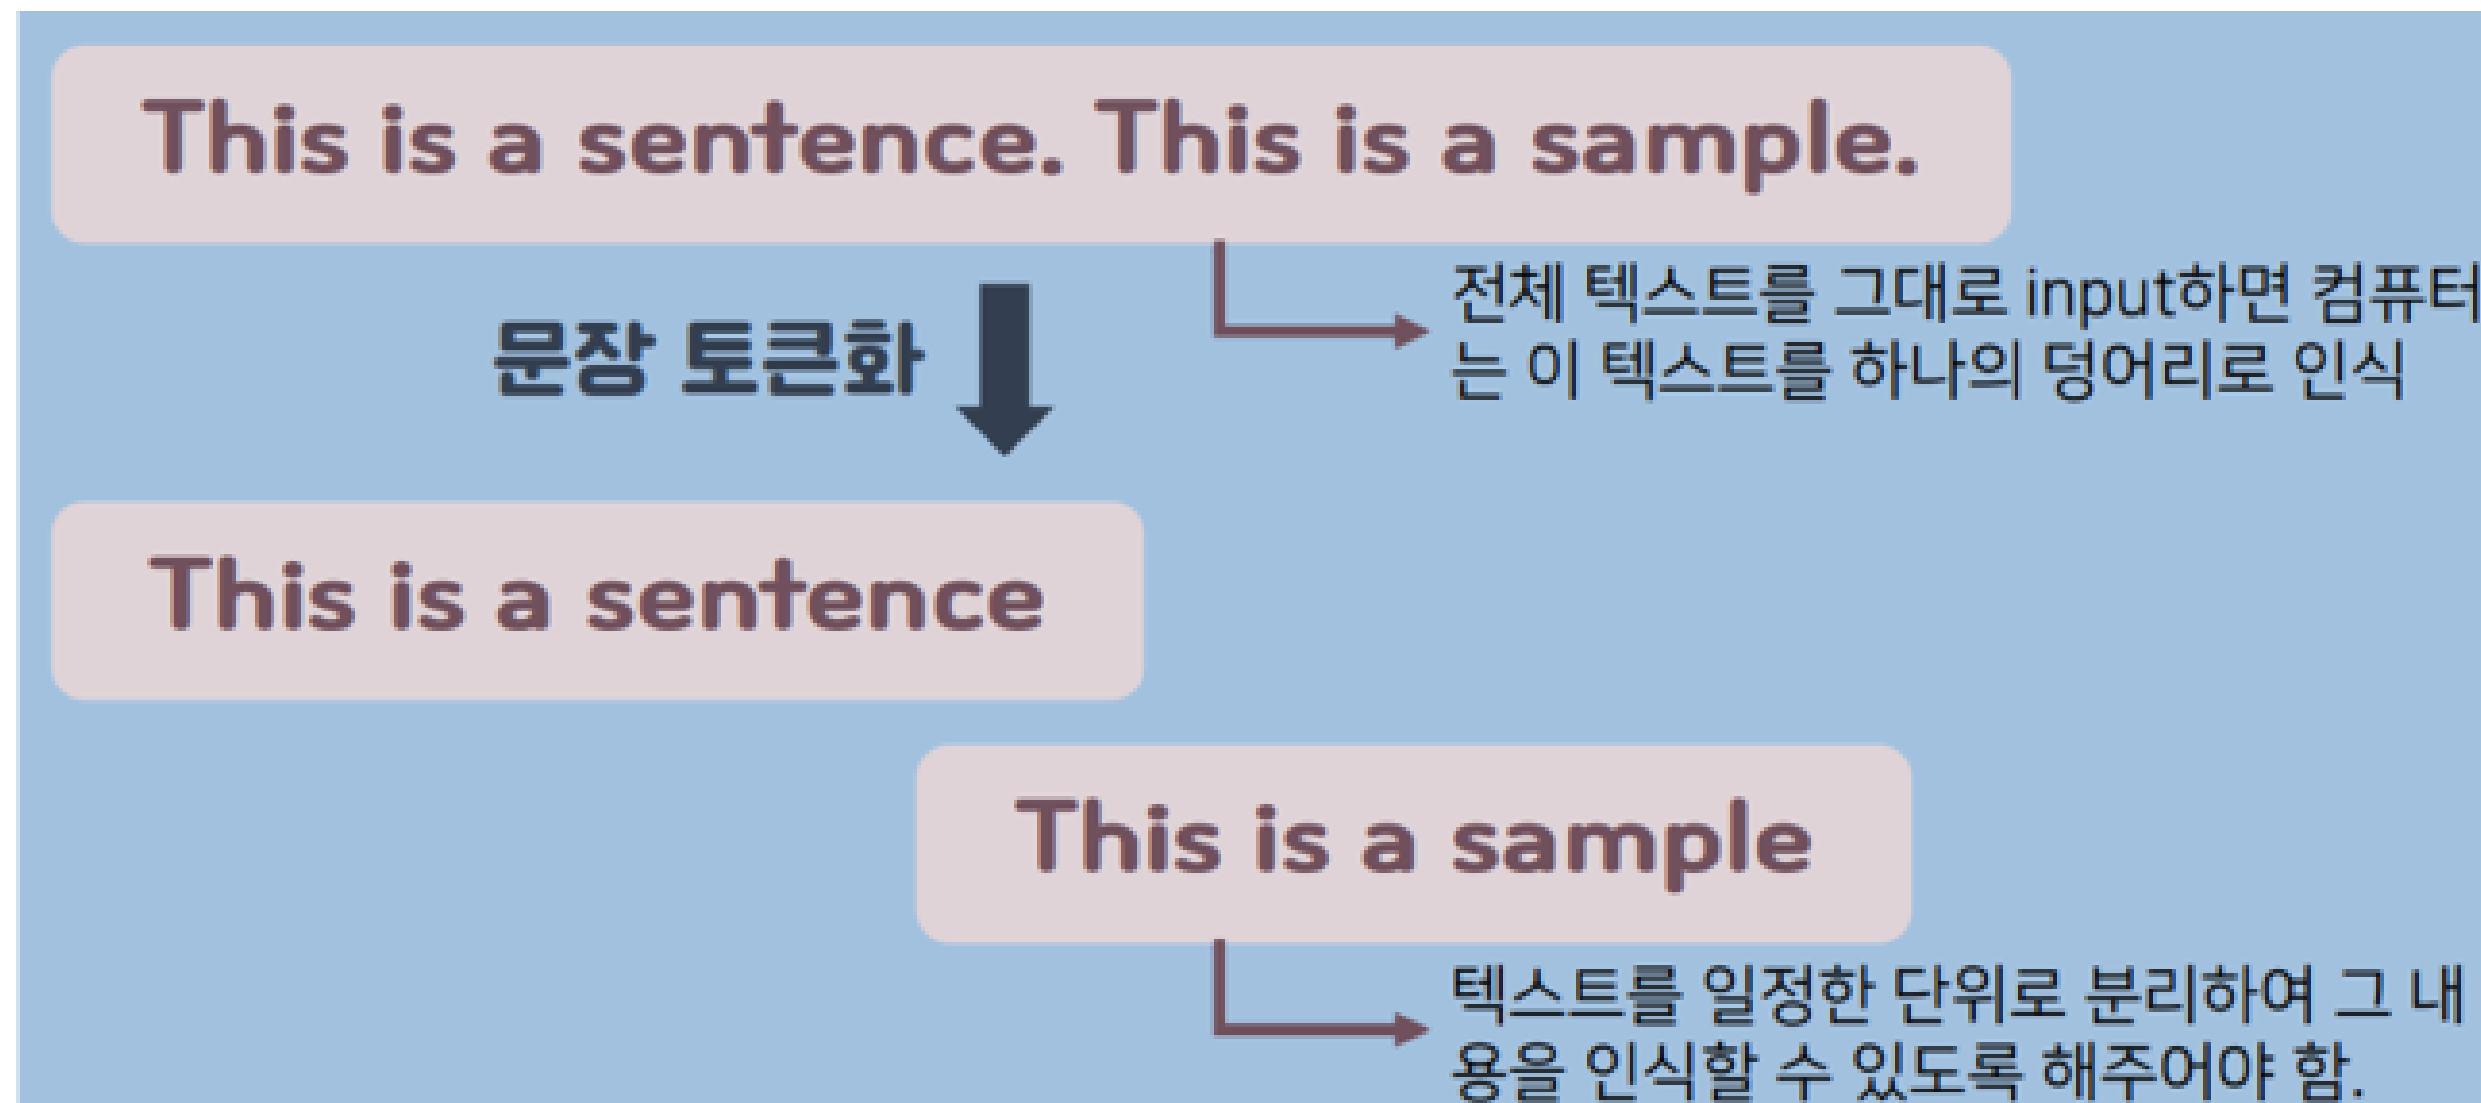 This is a sentence. This is a sample.
전체 텍스트를 그대로 input하면 컴퓨터
는 이 텍스트를 하나의 덩어리로 인식
문장 토큰화
This is a sentence
This is a sample
텍스트를 일정한 단위로 분리하여 그 내
용을 인식할 수 있도록 해주어야 함.